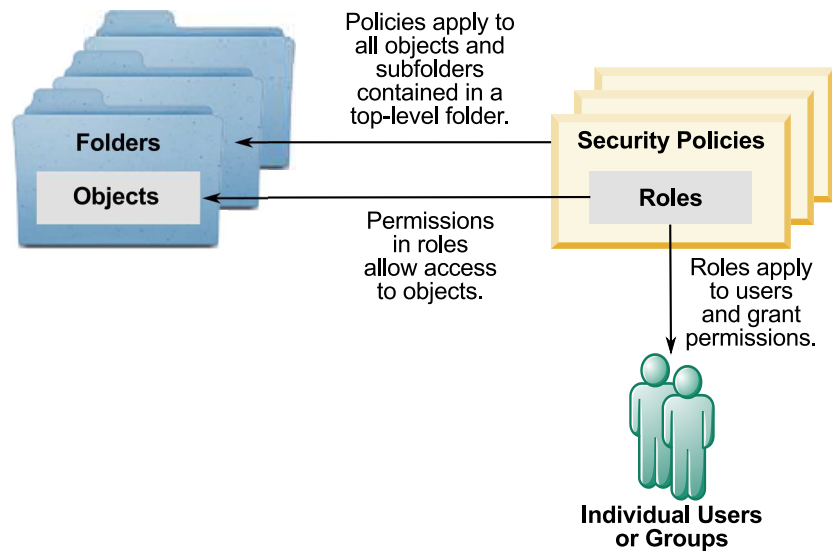 Policies apply to
all objects and
subfolders
contained in a
top-level folder.
Folders
Security Policies
Objects
Roles
Permissions
in roles
allow access
to objects.
Roles apply
to users
and grant
permissions.
Individual Users
or Groups